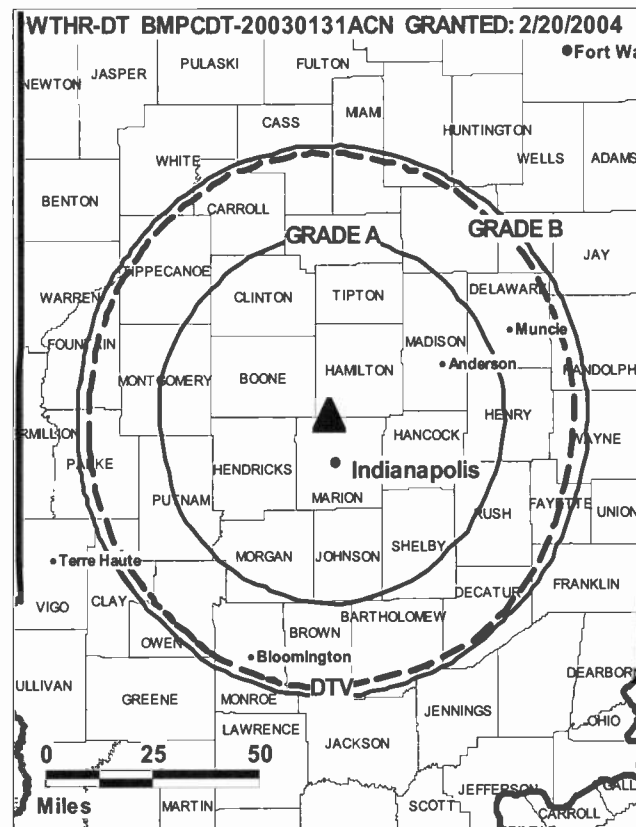 WTHR-DT BMPCDT-20030131ACN GRANTED: 2/20/2004
Fort Wa
PULASKI
FULTON
JASPER
NEWTON
MIAMI
CASS
HUNTINGTON
WHITE
WELLS
ADAMS
BENTON
CARROLL
GRADE A
GRADE B
JAY
TIPPECANOE
DELAWARE
WARREN
CLINTON
TIPTON
Muncie
FOUNTAIN
MADISON
Anderson
RANDOLPH
MONTGOMERY
BOONE
HAMILTON
HENRY
HANCOCK
WAYNE
RMILLION
PARKE
HENDRICKS
Indianapolis
PUTNAM
MARION
RUSH
FAYETTE
UNION
SHELBY
MORGAN
JOHNSON
Terre Haute
FRANKLIN
DECATUR
VIGO
CLAY
BARTHOLOMEW
BROWN
OWEN
Bloomington
DEARBORN
ULLIVAN
GREENE
MONROE
DTV
JENNINGS
OHIO
LAWRENCE
JACKSON
0 25 50
JEFFERSON
GALL
Miles
MARTIN
SCOTT
CARROLL